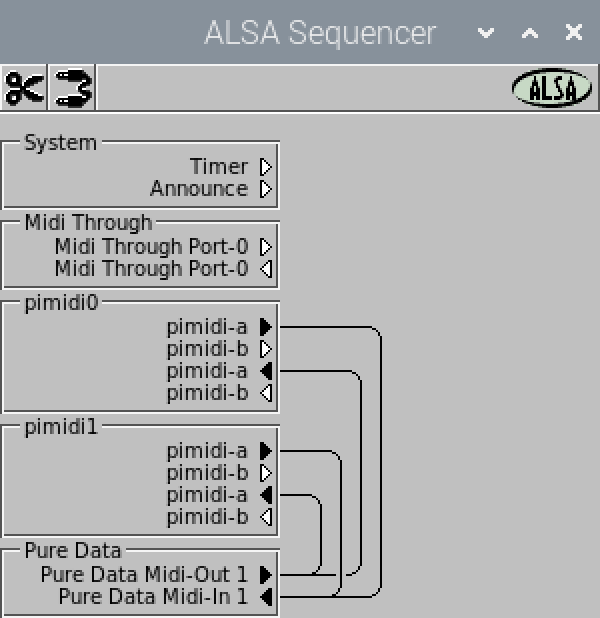 ALSA Sequencer
ALSA
System
Timer
Announce
Midi Through
Midi Through Port-0
Midi Through Port-0
pimidi0
pimidi-a
pimidi-b
pimidi-a
pimidi-b
pimidi1
pimidi-a
pimidi-b
pimidi-a
pimidi-b
Pure Data
Pure Data Midi-Out 1
Pure Data Midi-In 1